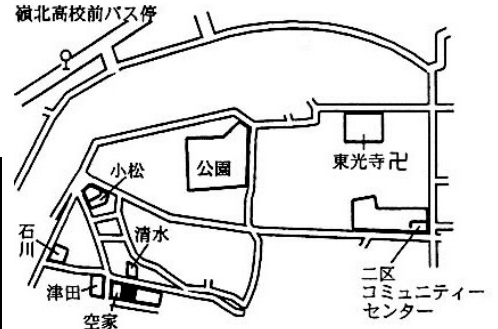 嶺北高校前バス停
小松
公園
東光寺卍
石川
清水
津田
空家
二区
コミュニティー
センター